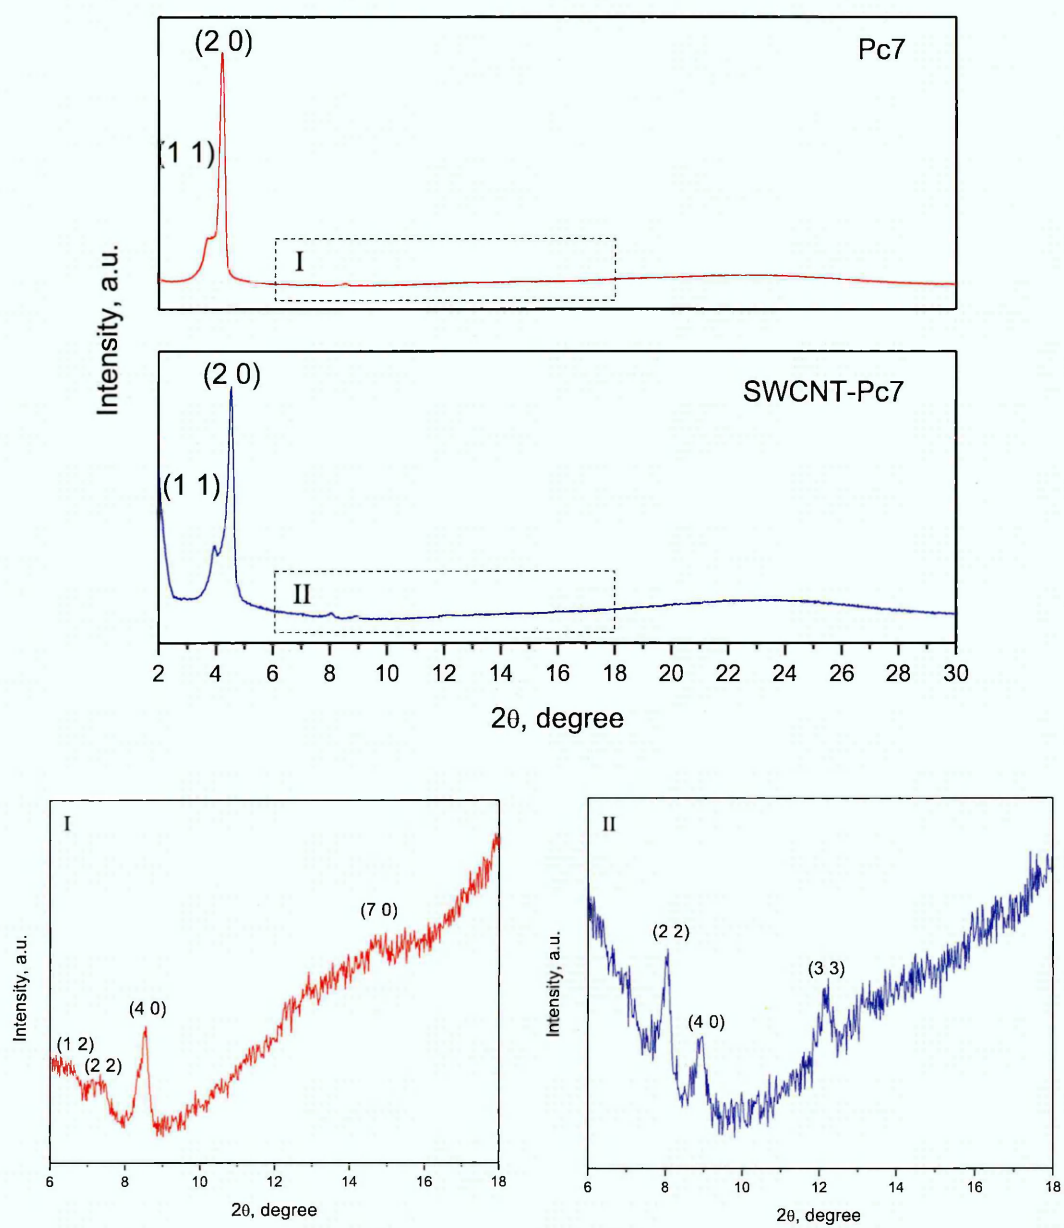 (2 0)
Pc7
(1 1)
I
Intensity, a.u.
(2 0)
SWCNT-Pc7
(1 1)
II
2 4 6 8 10 12 14 16 18 20 22 24 26 28 30
2θ, degree
I
(7 0)
(4 0)
(1 2)
(2 2)
Intensity, a.u.
6 8 10 12 14 16 18
2θ, degree
II
(2 2)
(3 3)
(4 0)
Intensity, a.u.
6 8 10 12 14 16 18
2θ, degree